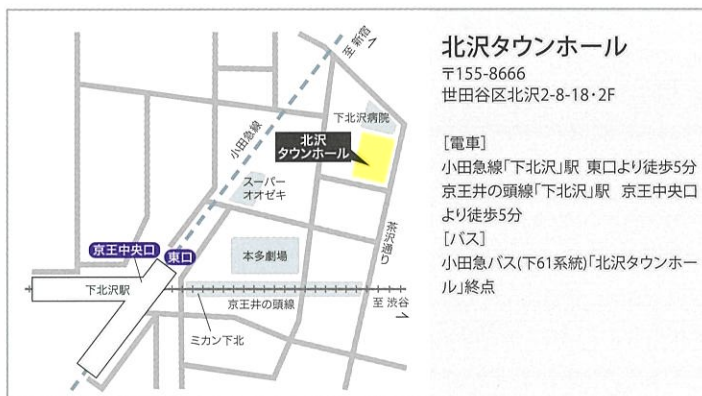 至 新宿
小田急線
下北沢病院
北沢
タウンホール
スーパー
オオゼキ
茶沢通り
京王中央口
東口
本多劇場
下北沢駅
京王井の頭線
至 渋谷
ミカン下北
北沢タウンホール
〒155-8666
世田谷区北沢2-8-18・2F
［電車］
小田急線「下北沢」駅 東口より徒歩5分
京王井の頭線「下北沢」駅 京王中央口
より徒歩5分
［バス］
小田急バス(下61系統)「北沢タウンホー
ル」終点